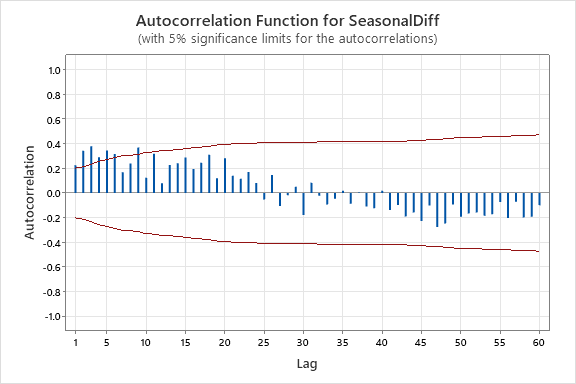 Autocorrelation Function for SeasonalDiff
(with 5% significance limits for the autocorrelations)
Autocorrelation
1.0
0.8
0.6
0.4
0.2
0.0
-0.2
-0.4
-0.6
-0.8
-1.0
1 5 10 15 20 25 30 35 40 45 50 55 60
Lag